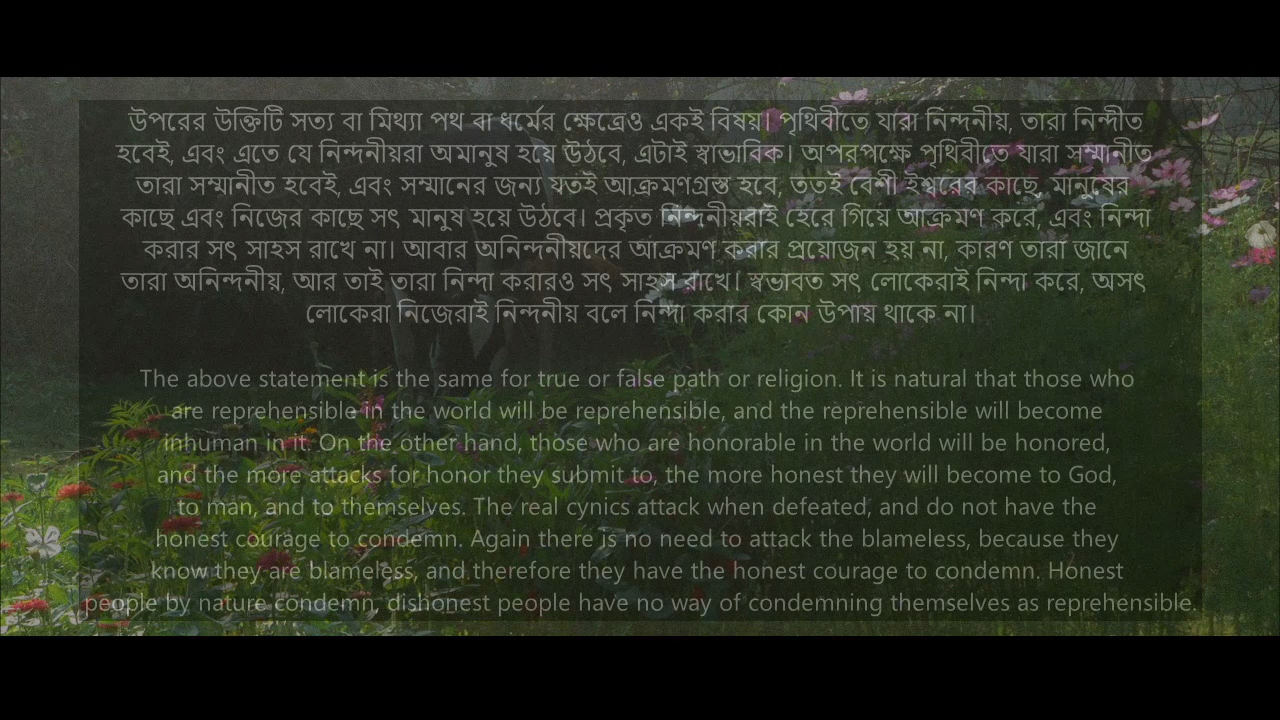 উপরের উক্তিটি সত্য বা মিথ্যা পথ বা ধর্মের ক্ষেত্রেও একই বিষয়। পৃথিবীতে যারা নিন্দনীয়, তারা নিন্দীত
হবেই, এবং এতে যে নিন্দনীয়রা অমানুষ হয়ে উঠবে, এটাই স্বাভাবিক। অপরপক্ষে পৃথিবীতে যারা সম্মানীত
তারা সম্মানীত হবেই, এবং সম্মানের জন্য যতই আক্রমণগ্রস্ত হবে, ততই বেশী ঈশ্বরের কাছে, মানুষের
কাছে এবং নিজের কাছে সৎ মানুষ হয়ে উঠবে। প্রকৃত নিন্দনীয়রাই হেরে গিয়ে আক্রমণ করে, এবং নিন্দা
করার সৎ সাহস রাখে না। আবার অনিন্দনীয়দের আক্রমণ করার প্রয়োজন হয় না, কারণ তারা জানে
তারা অনিন্দনীয়, আর তাই তারা নিন্দা করারও সৎ সাহস রাখে। স্বভাবত সৎ লোকেরাই নিন্দা করে, অসৎ
লোকেরা নিজেরাই নিন্দনীয় বলে নিন্দা করার কোন উপায় থাকে না।
The above statement is the same for true or false path or religion. It is natural that those who
are reprehensible in the world will be reprehensible, and the reprehensible will become
inhuman in it. On the other hand, those who are honorable in the world will be honored,
and the more attacks for honor they submit to, the more honest they will become to God,
to man, and to themselves. The real cynics attack when defeated, and do not have the
honest courage to condemn. Again there is no need to attack the blameless, because they
know they are blameless, and therefore they have the honest courage to condemn. Honest
people by nature condemn, dishonest people have no way of condemning themselves as reprehensible.